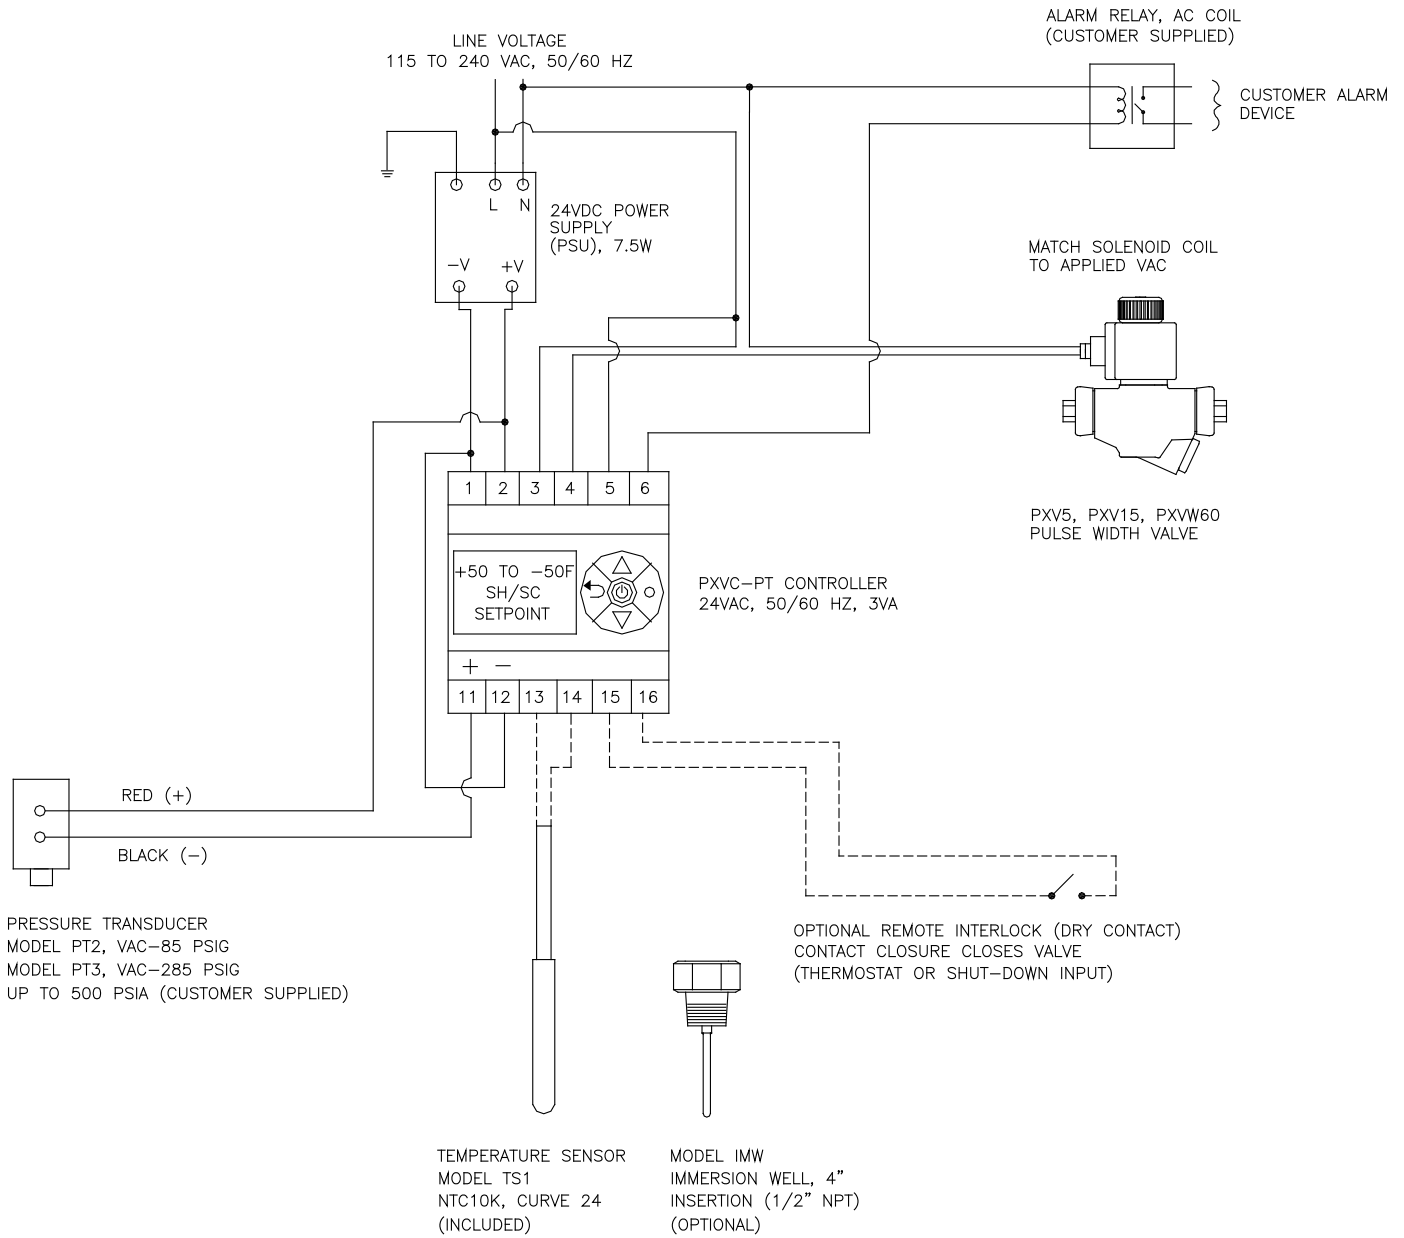 ALARM RELAY, AC COIL
(CUSTOMER SUPPLIED)
LINE VOLTAGE
115 TO 240 VAC, 50/60 HZ
CUSTOMER ALARM
DEVICE
L N
24VDC POWER
SUPPLY
(PSU), 7.5W
-V +V
MATCH SOLENOID COIL
TO APPLIED VAC
1 2 3 4 5 6
PXV5, PXV15, PXVW60
PULSE WIDTH VALVE
+50 TO -50F
SH/SC
SETPOINT
PXVC-PT CONTROLLER
24VAC, 50/60 HZ, 3VA
+ -
11 12 13 14 15 16
RED (+)
BLACK (-)
PRESSURE TRANSDUCER
MODEL PT2, VAC-85 PSIG
MODEL PT3, VAC-285 PSIG
UP TO 500 PSIA (CUSTOMER SUPPLIED)
OPTIONAL REMOTE INTERLOCK (DRY CONTACT)
CONTACT CLOSURE CLOSES VALVE
(THERMOSTAT OR SHUT-DOWN INPUT)
TEMPERATURE SENSOR
MODEL TS1
NTC10K, CURVE 24
(INCLUDED)
MODEL IMW
IMMERSION WELL, 4”
INSERTION (1/2” NPT)
(OPTIONAL)